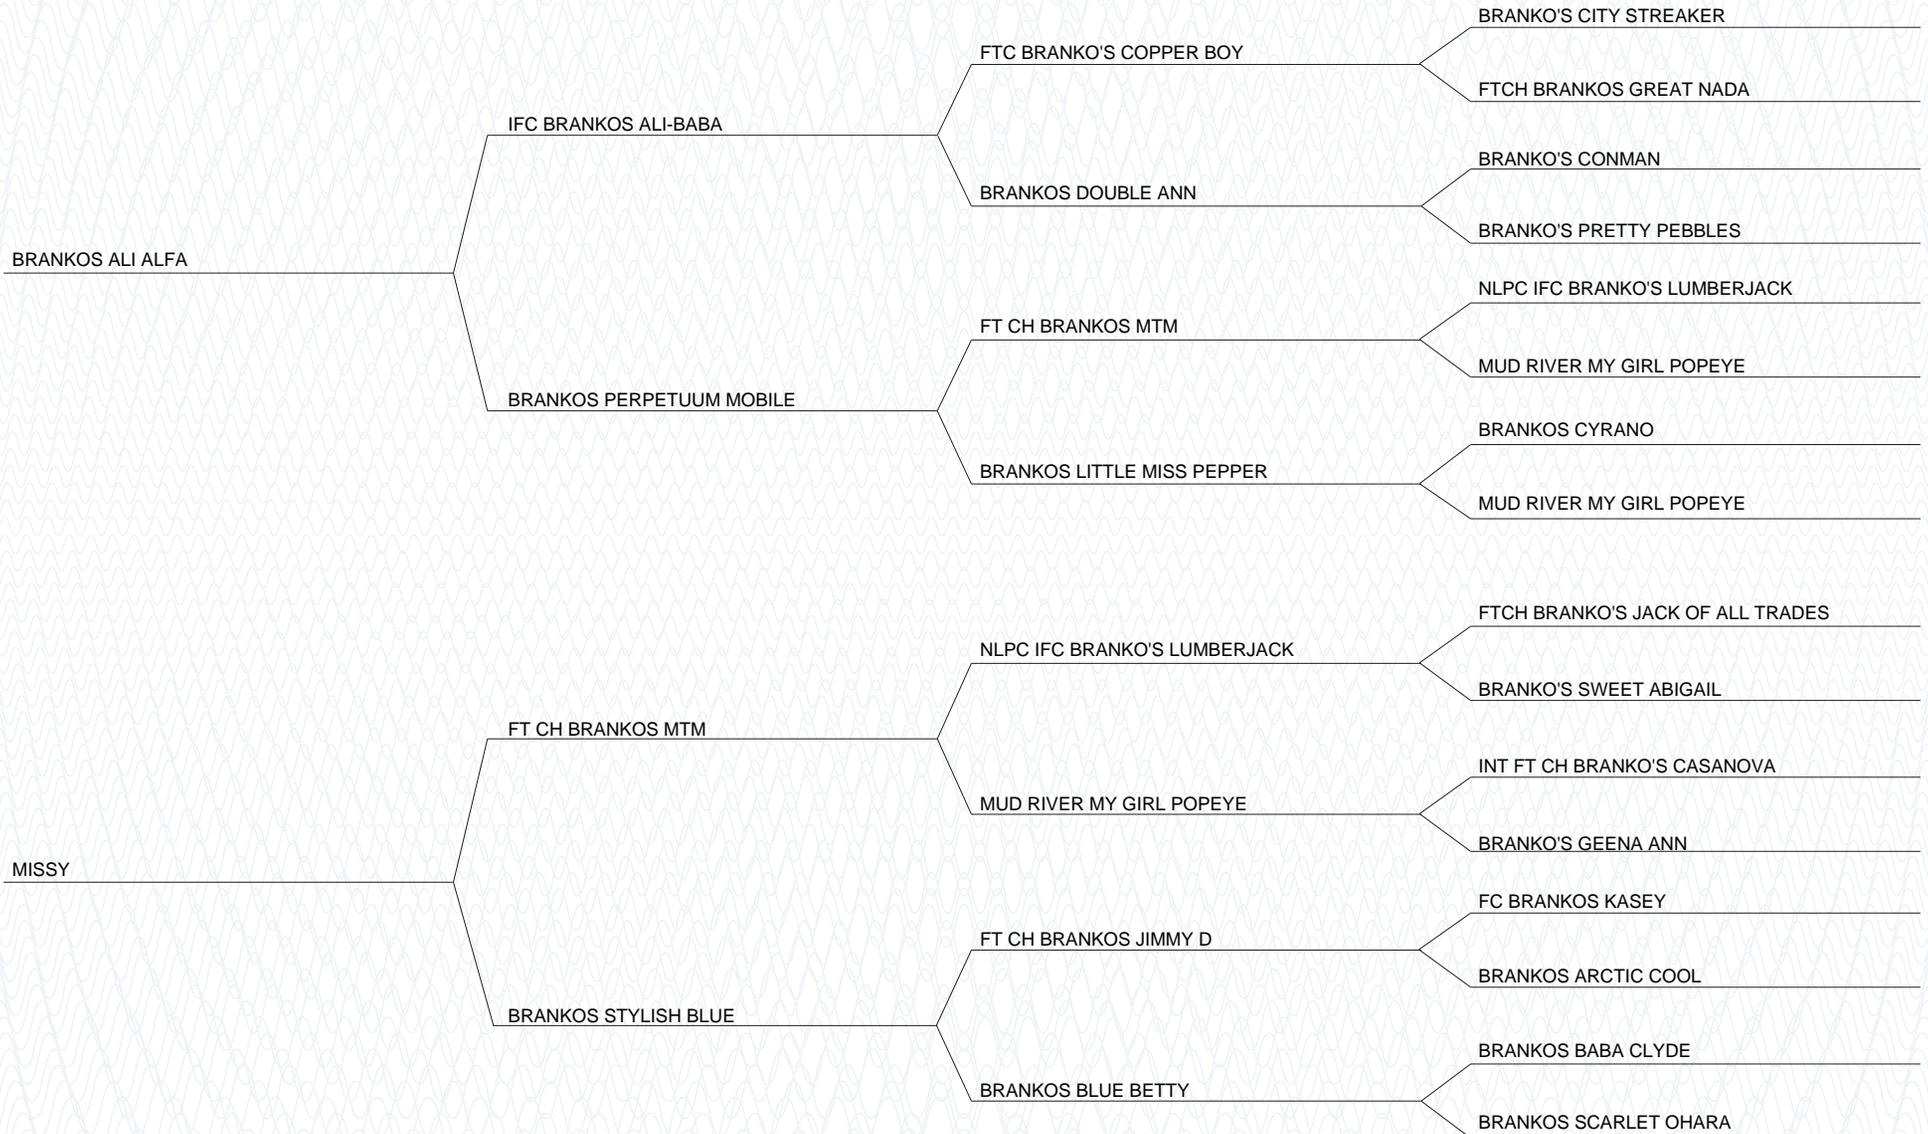 BRANKO'S CITY STREAKER
FTC BRANKO'S COPPER BOY
FTCH BRANKOS GREAT NADA
IFC BRANKOS ALI-BABA
BRANKO'S CONMAN
BRANKOS DOUBLE ANN
BRANKO'S PRETTY PEBBLES
BRANKOS ALI ALFA
NLPC IFC BRANKO'S LUMBERJACK
FT CH BRANKOS MTM
MUD RIVER MY GIRL POPEYE
BRANKOS PERPETUUM MOBILE
BRANKOS CYRANO
BRANKOS LITTLE MISS PEPPER
MUD RIVER MY GIRL POPEYE
FTCH BRANKO'S JACK OF ALL TRADES
NLPC IFC BRANKO'S LUMBERJACK
BRANKO'S SWEET ABIGAIL
FT CH BRANKOS MTM
INT FT CH BRANKO'S CASANOVA
MUD RIVER MY GIRL POPEYE
BRANKO'S GEENA ANN
MISSY
FC BRANKOS KASEY
FT CH BRANKOS JIMMY D
BRANKOS ARCTIC COOL
BRANKOS STYLISH BLUE
BRANKOS BABA CLYDE
BRANKOS BLUE BETTY
BRANKOS SCARLET OHARA